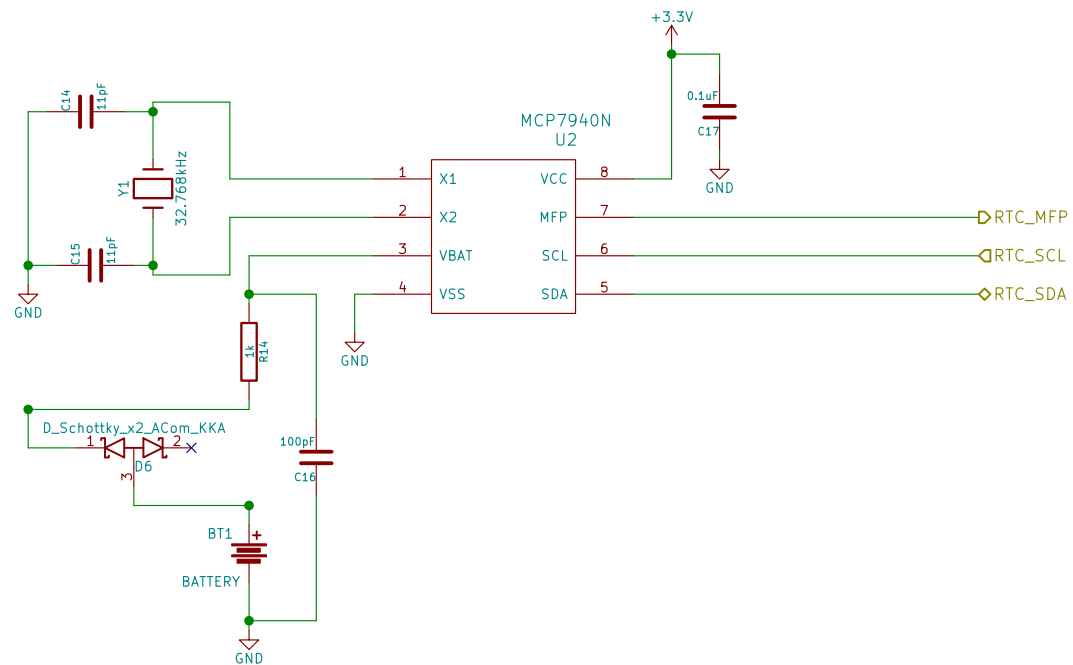 +3.3V
C14
11pF
0.1uF
C17
GND
MCP7940N
U2
Y1
32.768kHz
1
X1
VCC
8
2
X2
MFP
7
RTC_MFP
C15
11pF
3
VBAT
SCL
6
RTC_SCL
4
VSS
SDA
5
RTC_SDA
GND
GND
1k
R14
D_Schottky_x2_ACom_KKA
1
2
D6
3
100pF
C16
BT1
+
BATTERY
GND